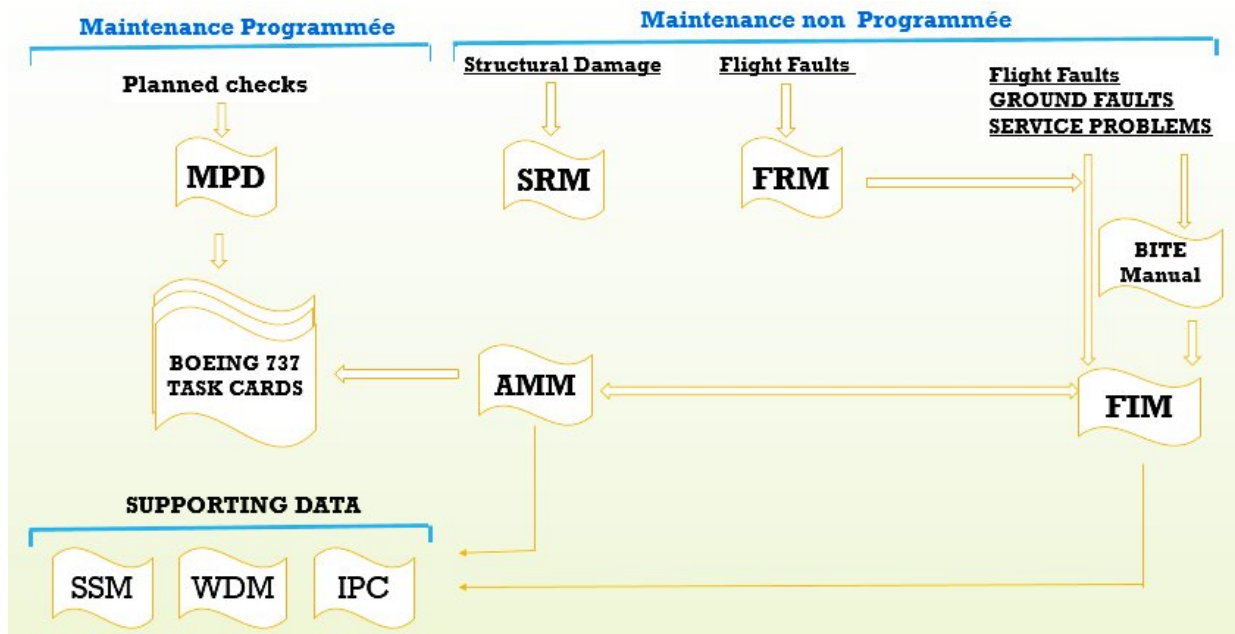 Maintenance Programmée
Maintenance non Programmée
Planned checks
Structural Damage
Flight Faults
Flight Faults
GROUND FAULTS
SERVICE PROBLEMS
MPD
SRM
FRM
BITE
Manual
BOEING 737
TASK CARDS
AMM
FIM
SUPPORTING DATA
SSM
WDM
IPC